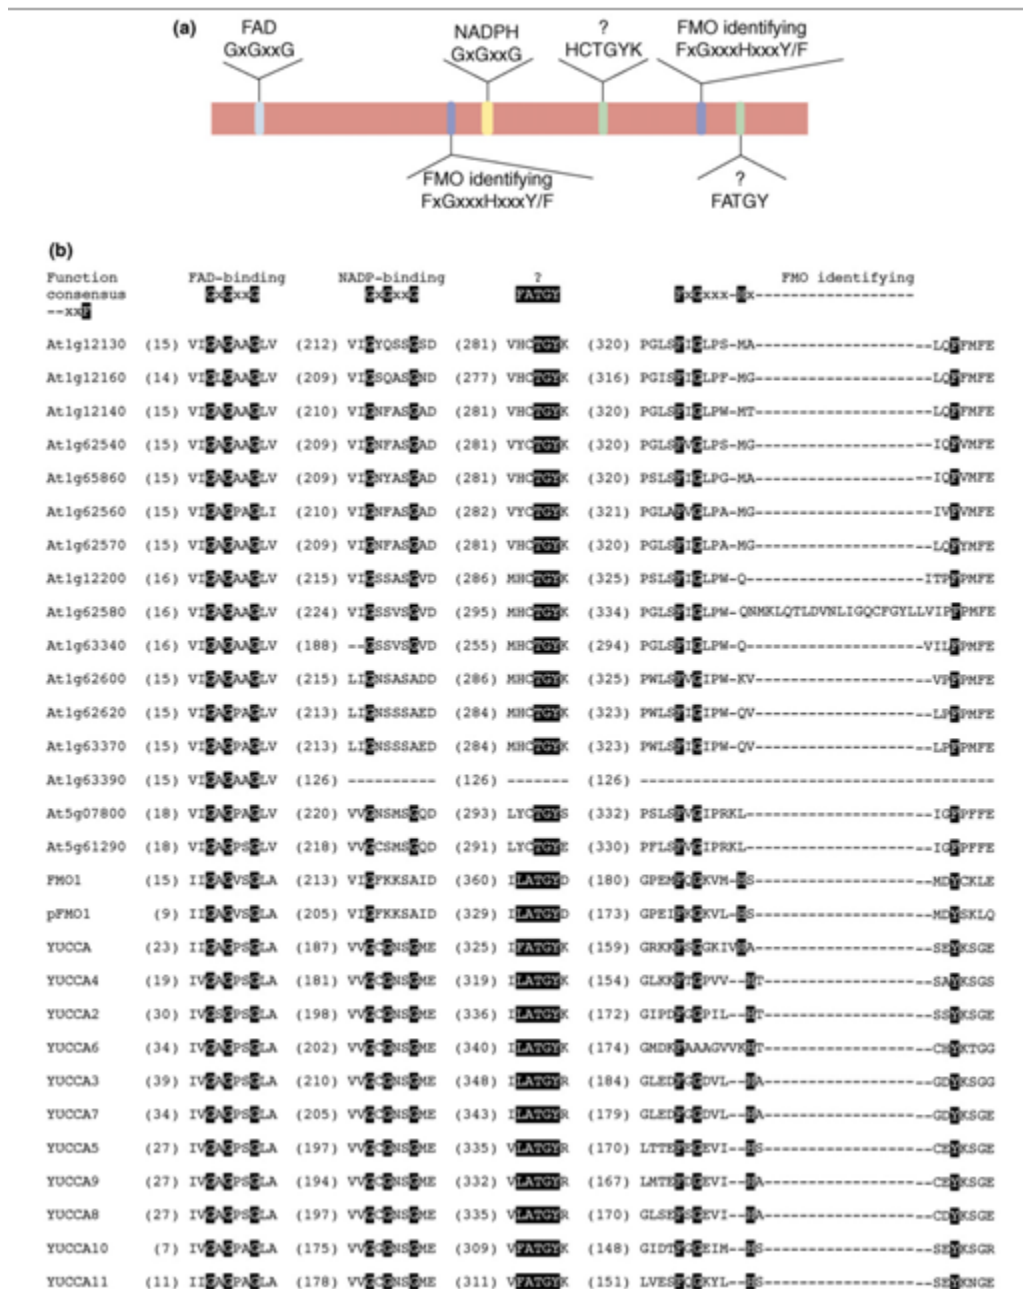 (a)
FAD
GxGxxG
NADPH
GxGxxG
?
HCTGYK
FMO identifying
FxGxxxHxxxY/F
FMO identifying
FxGxxxHxxxY/F
?
FATGY
(b)
Function FAD-binding NADP-binding ? FMO identifying
consensus GxGxxG GxGxxG FATGY FxGxxx-Hx-----------------
--xxF
At1g12130 (15) VIGAGAAGLV (212) VIGYQSSGSD (281) VHCTGYK (320) PGLSFIGLPS-MA-------------------LQFFMFE
At1g12160 (14) VIGLGAAGLV (209) VIGSQASGND (277) VHCTGYK (316) PGISFIGLPF-MG-------------------LQFFMFE
At1g12140 (15) VIGAGAAGLV (210) VIGNFASGAD (281) VHCTGYK (320) PGLSFIGLPW-MT-------------------LQFFMFE
At1g62540 (15) VIGAGAAGLV (209) VIGNFASGAD (281) VYCTGYK (320) PGLSFVGLPS-MG-------------------IQFVMFE
At1g65860 (15) VIGAGAAGLV (209) VIGNYASGAD (281) VHCTGYK (320) PSLSFIGLPG-MA-------------------IQFVMFE
At1g62560 (15) VIGAGPAGLI (210) VIGNFASGAD (282) VYCTGYK (321) PGLAFVGLPA-MG-------------------IVFVMFE
At1g62570 (15) VIGAGAAGLV (209) VIGNFASGAD (281) VHCTGYK (320) PGLSFIGLPA-MG-------------------LQFYMFE
At1g12200 (16) VIGAGAAGLV (215) VIGSSASGVD (286) MHCTGYK (325) PSLSFIGLPW-Q-------------------ITPFPMFE
At1g62580 (16) VIGAGAAGLV (224) VIGSSVSGVD (295) MHCTGYK (334) PGLSFIGLPW-QNMKLQTLDVNLIGQCFGYLLVIPFPMFE
At1g63340 (16) VIGAGAAGLV (188) --GSSVSGVD (255) MHCTGYK (294) PGLSFIGLPW-Q-------------------VILFPMFE
At1g62600 (15) VIGAGAAGLV (215) LIGNSASADD (286) MHCTGYK (325) PWLSFVGIPW-KV-------------------VPFPMFE
At1g62620 (15) VIGAGPAGLV (213) LIGNSSSAED (284) MHCTGYK (323) PWLSFIGIPW-QV-------------------LPFPMFE
At1g63370 (15) VIGAGPAGLV (213) LIGNSSSAED (284) MHCTGYK (323) PWLSFIGIPW-QV-------------------LPFPMFE
At1g63390 (15) VIGAGAAGLV (126) ---------- (126) ------- (126) ---------------------------------------
At5g07800 (18) VIGAGPAGLV (220) VVGNSMSGQD (293) LYCTGYS (332) PSLSFVGIPRKL--------------------IGFPFFE
At5g61290 (18) VIGAGPSGLV (218) VVGCSMSGQD (291) LYCTGYE (330) PFLSFVGIPRKL--------------------IGFPFFE
FMO1 (15) IIGAGVSGLA (213) VIGFKKSAID (360) ILATGYD (180) GPEMFQGKVM-HS-------------------MDYCKLE
pFMO1 (9) IIGAGVSGLA (205) VIGFKKSAID (329) ILATGYD (173) GPEIFKGKVL-HS-------------------MDYSKLQ
YUCCA (23) IIGAGPSGLA (187) VVGCGNSGME (325) IFATGYK (159) GRKKFSGGKIVHA-------------------SEYKSGE
YUCCA4 (19) IVGAGPSGLA (181) VVGCGNSGME (319) ILATGYK (154) GLKKFTGPVV--HT------------------SAYKSGS
YUCCA2 (30) IVGSGPSGLA (198) VVGCGNSGME (336) ILATGYK (172) GIPDFGGPIL--HT------------------SSYKSGE
YUCCA6 (34) IVGAGPSGLA (202) VVGCGNSGME (340) ILATGYK (174) GMDKFAAAGVVKHT------------------CHYKTGG
YUCCA3 (39) IVGAGPSGLA (210) VVGCGNSGME (348) ILATGYR (184) GLEDFGGDVL--HA------------------GDYKSGG
YUCCA7 (34) IVGAGPSGLA (205) VVGCGNSGME (343) ILATGYR (179) GLEDFGGDVL--HA------------------GDYKSGE
YUCCA5 (27) IVGAGPSGLA (197) VVGCGNSGME (335) VLATGYR (170) LTTEFEGEVI--HS------------------CEYKSGE
YUCCA9 (27) IVGAGPSGLA (194) VVGCGNSGME (332) VLATGYR (167) LMTEFDGEVI--HA------------------CEYKSGE
YUCCA8 (27) IVGAGPSGLA (197) VVGCGNSGME (335) VLATGYR (170) GLSEFSGEVI--HA------------------CDYKSGE
YUCCA10 (7) IVGAGPAGLA (175) VVGCGNSGME (309) VFATGYK (148) GIDTFGGEIM--HS------------------SEYKSGR
YUCCA11 (11) IIGAGPAGLA (178) VVGCGNSGME (311) VFATGYK (151) LVESFQGKYL--HS------------------SEYKNGE